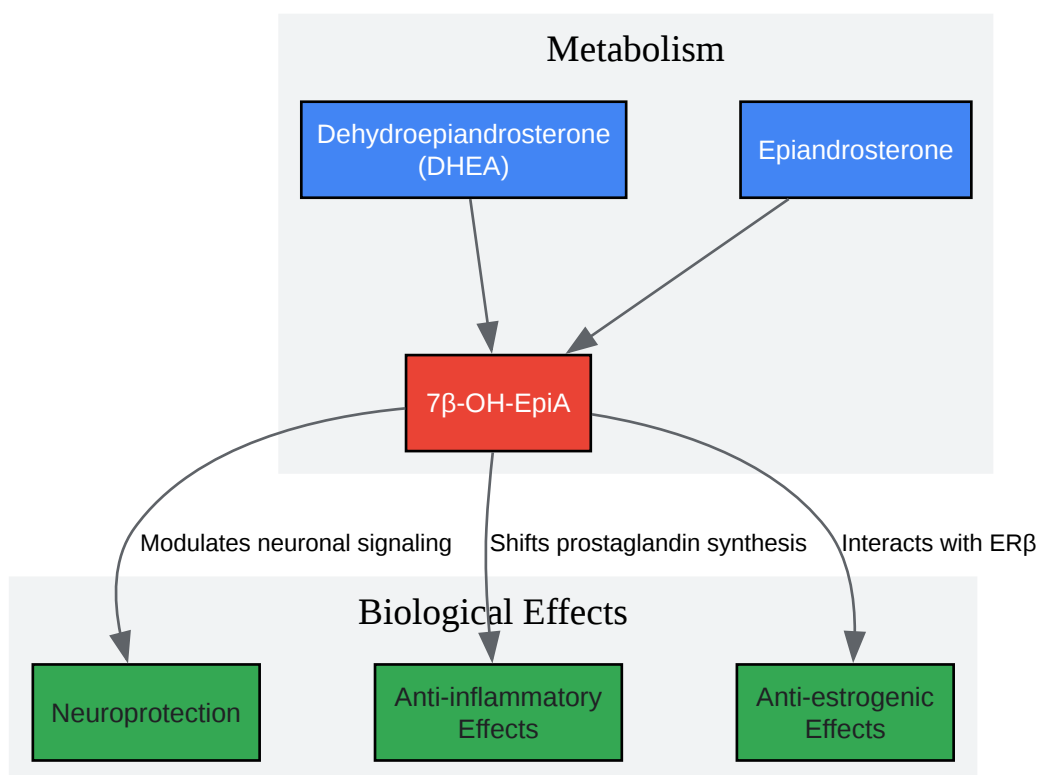 Metabolism
Dehydroepiandrosterone
(DHEA)
Epiandrosterone
7β-OH-EpiA
Modulates neuronal signaling
Shifts prostaglandin synthesis
Interacts with ERβ
Biological Effects
Neuroprotection
Anti-inflammatory
Effects
Anti-estrogenic
Effects